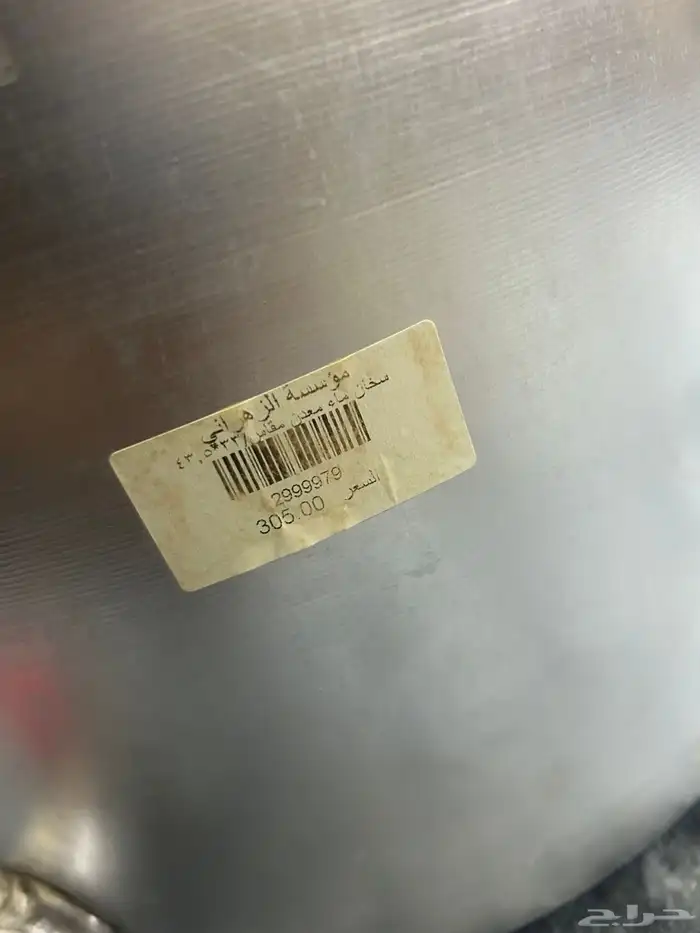 مؤسسة الزهراني
سخان ماء معدن مقاس
2999979
السعر 305.00
حراج